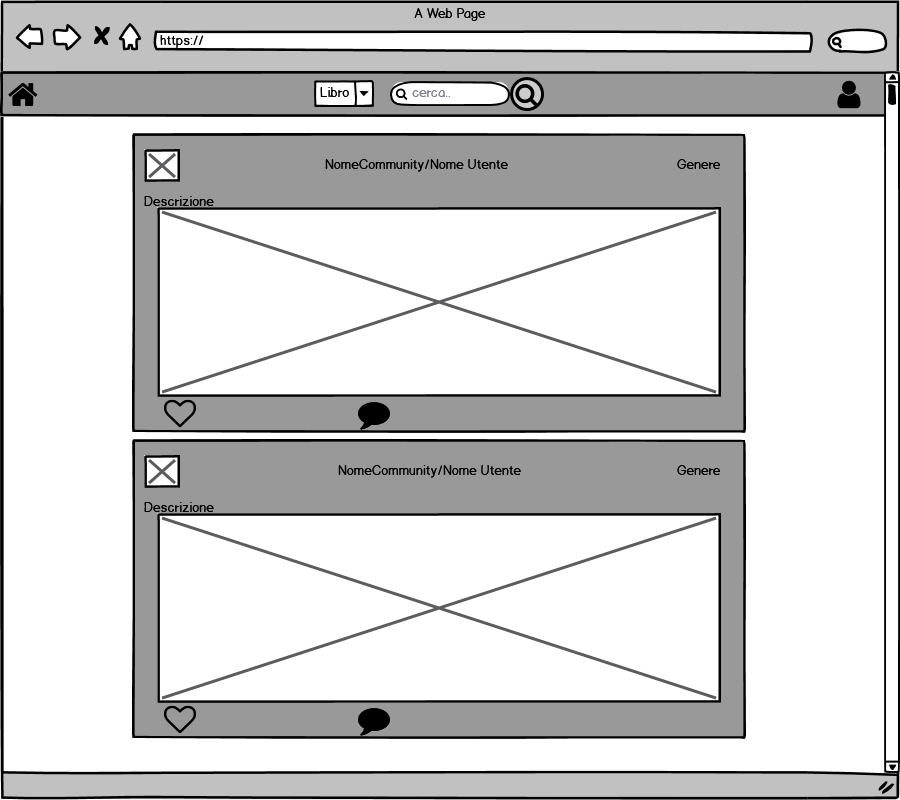 A Web Page
https://
Libro
cerca..
NomeCommunity/Nome Utente
Genere
Descrizione
NomeCommunity/Nome Utente
Genere
Descrizione